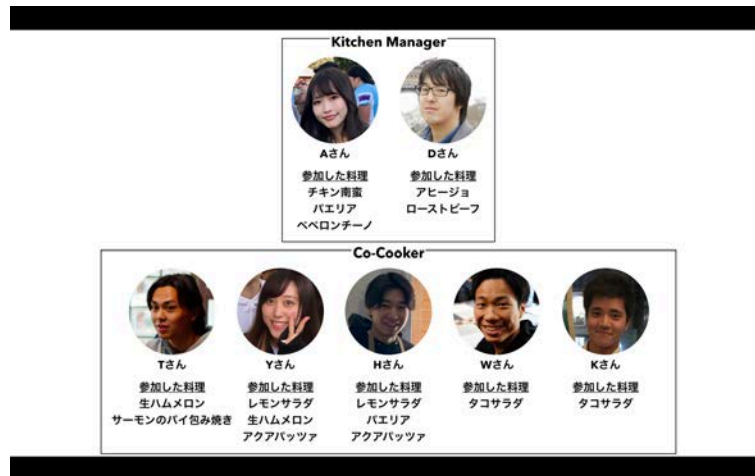 Kitchen Manager
Aさん
参加した料理
チキン南蛮
パエリア
ペペロンチーノ
Dさん
参加した料理
アヒージョ
ローストビーフ
Co-Cooker
Tさん
参加した料理
生ハムメロン
サーモンのパイ包み焼き
Yさん
参加した料理
レモンサラダ
生ハムメロン
アクアパッツァ
Hさん
参加した料理
レモンサラダ
パエリア
アクアパッツァ
Wさん
参加した料理
タコサラダ
Kさん
参加した料理
タコサラダ